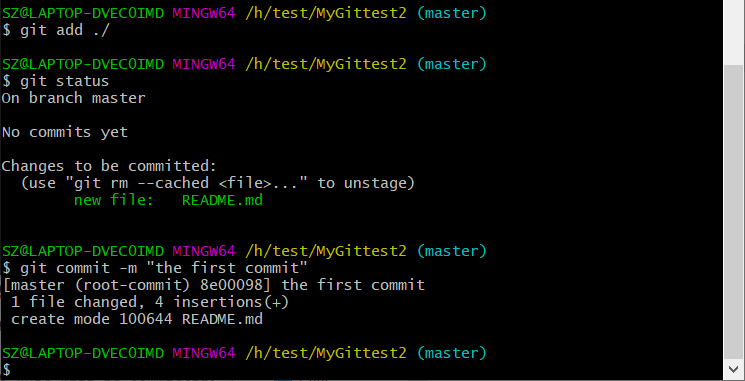 SZ@LAPTOP-DVEC0IMD MINGW64 /h/test/MyGittest2 (master)
$ git add ./
SZ@LAPTOP-DVEC0IMD MINGW64 /h/test/MyGittest2 (master)
$ git status
On branch master
No commits yet
Changes to be committed:
  (use "git rm --cached <file>..." to unstage)
        new file:   README.md
SZ@LAPTOP-DVEC0IMD MINGW64 /h/test/MyGittest2 (master)
$ git commit -m "the first commit"
[master (root-commit) 8e00098] the first commit
 1 file changed, 4 insertions(+)
 create mode 100644 README.md
SZ@LAPTOP-DVEC0IMD MINGW64 /h/test/MyGittest2 (master)
$